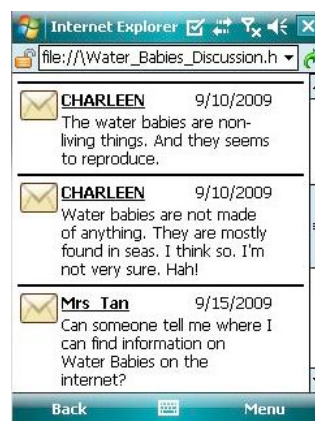 Internet Explorer
file://\Water_Babies_Discussion.h
CHARLEEN 9/10/2009
The water babies are non-
living things. And they seems
to reproduce.
CHARLEEN 9/10/2009
Water babies are not made
of anything. They are mostly
found in seas. I think so. I'm
not very sure. Hah!
Mrs Tan 9/15/2009
Can someone tell me where I
can find information on
Water Babies on the
internet?
Back Menu